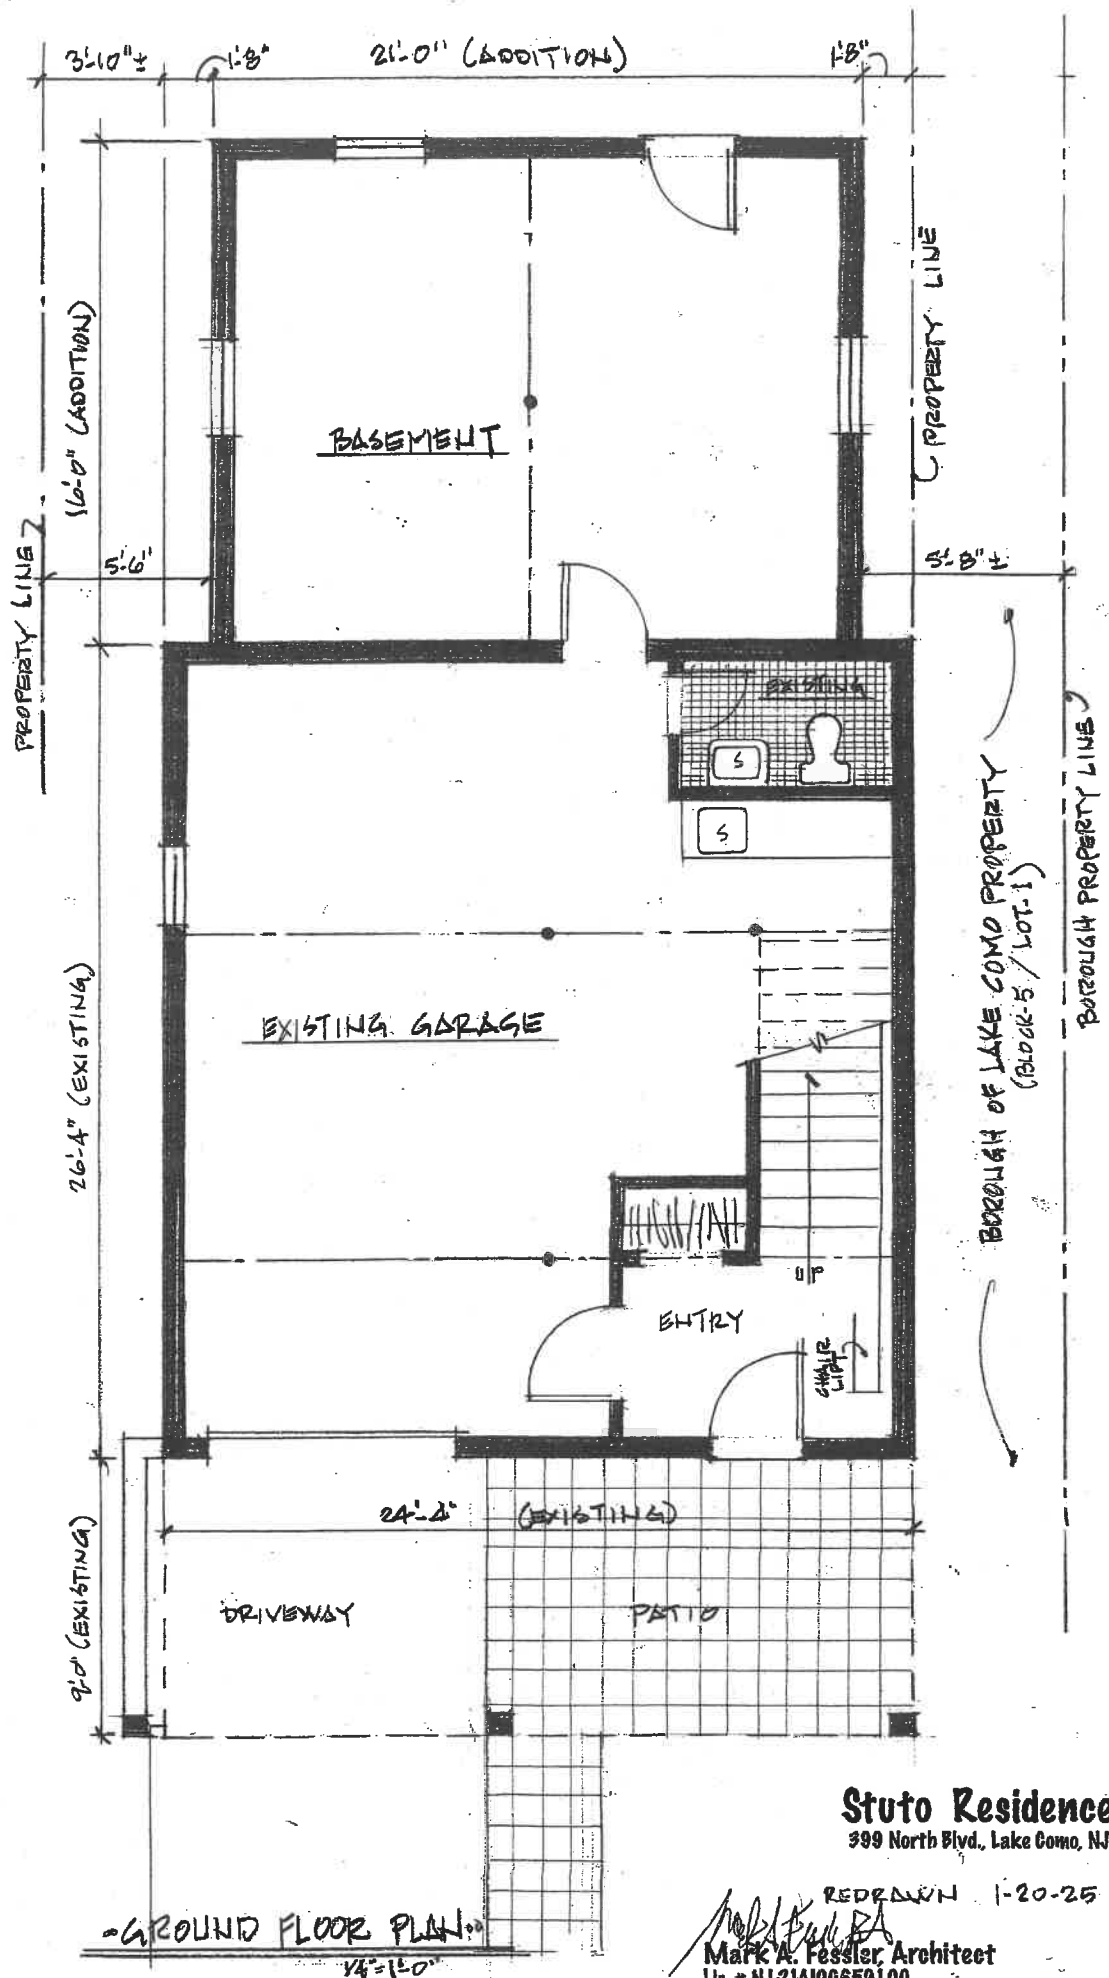 3'-10" ±
1'-8"
21'-0" (ADDITION)
1'-8"
16'-0" (ADDITION)
PROPERTY LINE
BASEMENT
PROPERTY LINE
5'-6"
5'-8" ±
EXISTING
S
S
BOROUGH OF LAKE COMO PROPERTY
(BLOCK-5 / LOT-1)
BOROUGH PROPERTY LINE
26'-4" (EXISTING)
EXISTING GARAGE
UP
ENTRY
CHAIR
LIFT
24'-4" (EXISTING)
9'-0" (EXISTING)
DRIVEWAY
PATIO
Stuto Residence
399 North Blvd., Lake Como, NJ
REDRAWN 1-20-25
GROUND FLOOR PLAN
1/4"=1'-0"
Mark A. Fessler, Architect